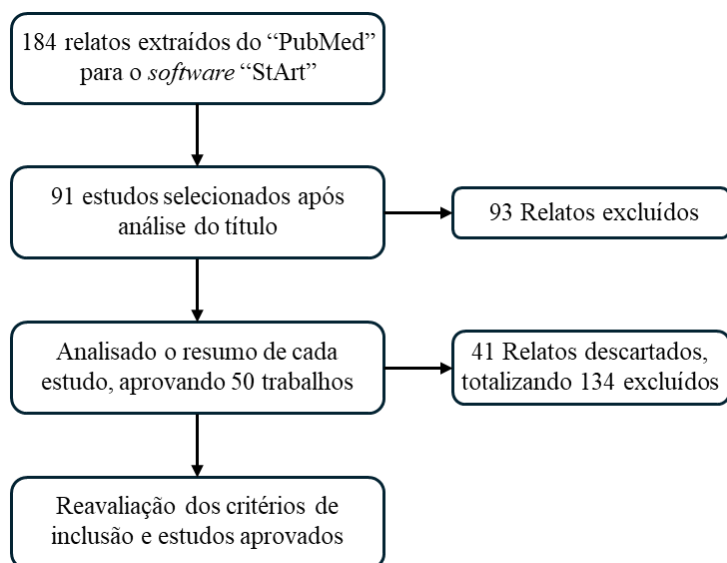 184 relatos extraídos do “PubMed”
para o software “StArt”
91 estudos selecionados após
análise do título
93 Relatos excluídos
Analisado o resumo de cada
estudo, aprovando 50 trabalhos
41 Relatos descartados,
totalizando 134 excluídos
Reavaliação dos critérios de
inclusão e estudos aprovados